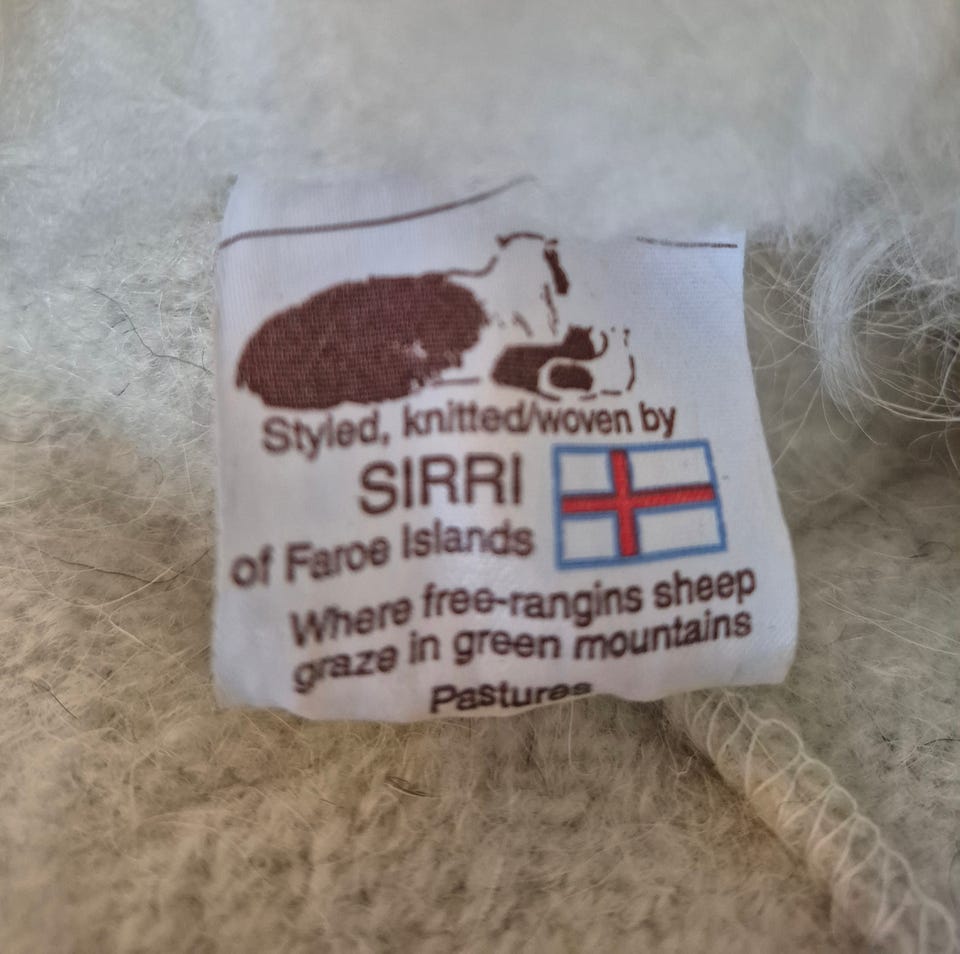 Styled, knitted/woven by
SIRRI
of Faroe Islands
Where free-rangins sheep
graze in green mountains
Pastures